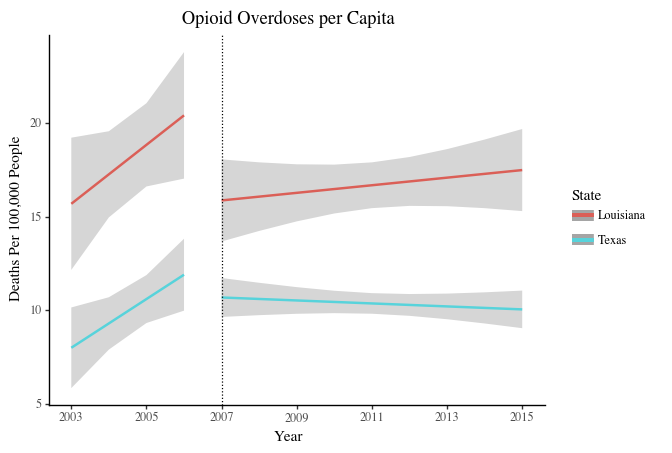 Opioid Overdoses per Capita
Deaths Per 100,000 People
20
15
10
5
2003 2005 2007 2009 2011 2013 2015
Year
State
Louisiana
Texas